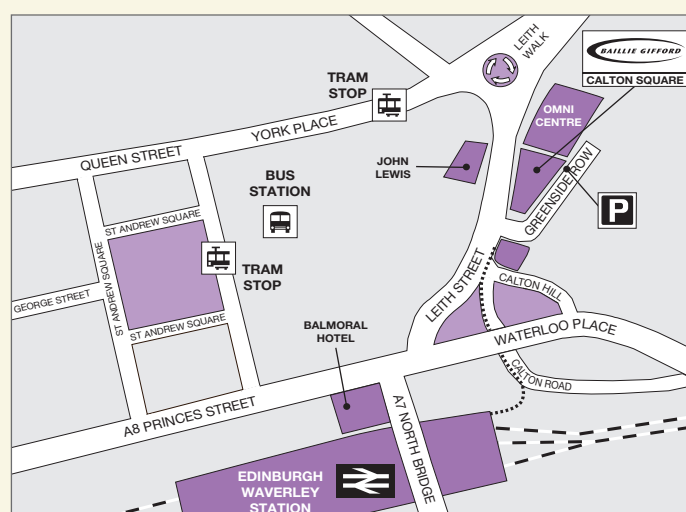 LEITH
WALK
BAILLIE GIFFORD
CALTON SQUARE
TRAM
STOP
OMNI
CENTRE
YORK PLACE
QUEEN STREET
JOHN
LEWIS
BUS
STATION
GREENSIDE ROW
P
ST ANDREW SQUARE
ST ANDREW SQUARE
GEORGE STREET
TRAM
STOP
LEITH STREET
CALTON HILL
ST ANDREW SQUARE
BALMORAL
HOTEL
WATERLOO PLACE
CALTON ROAD
A8 PRINCES STREET
A7 NORTH BRIDGE
EDINBURGH
WAVERLEY
STATION